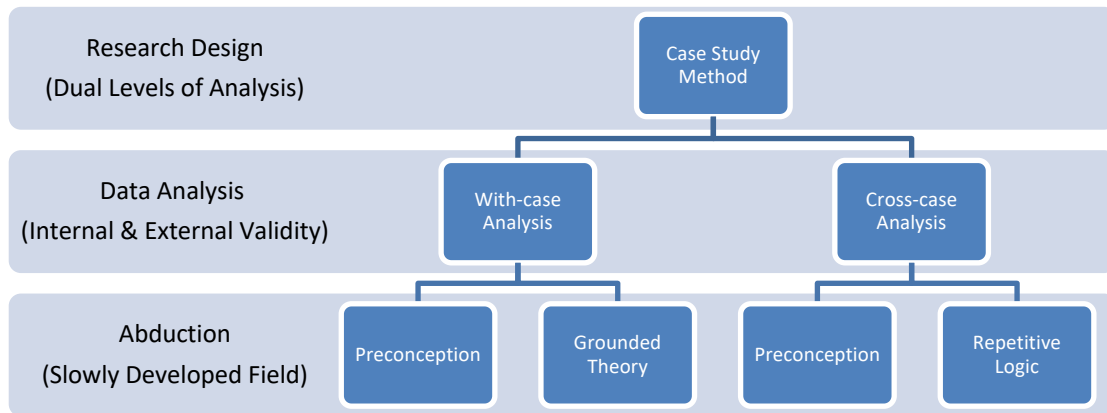 Research Design
(Dual Levels of Analysis)
Case Study
Method
Data Analysis
(Internal & External Validity)
With-case
Analysis
Cross-case
Analysis
Abduction
(Slowly Developed Field)
Preconception
Grounded
Theory
Preconception
Repetitive
Logic